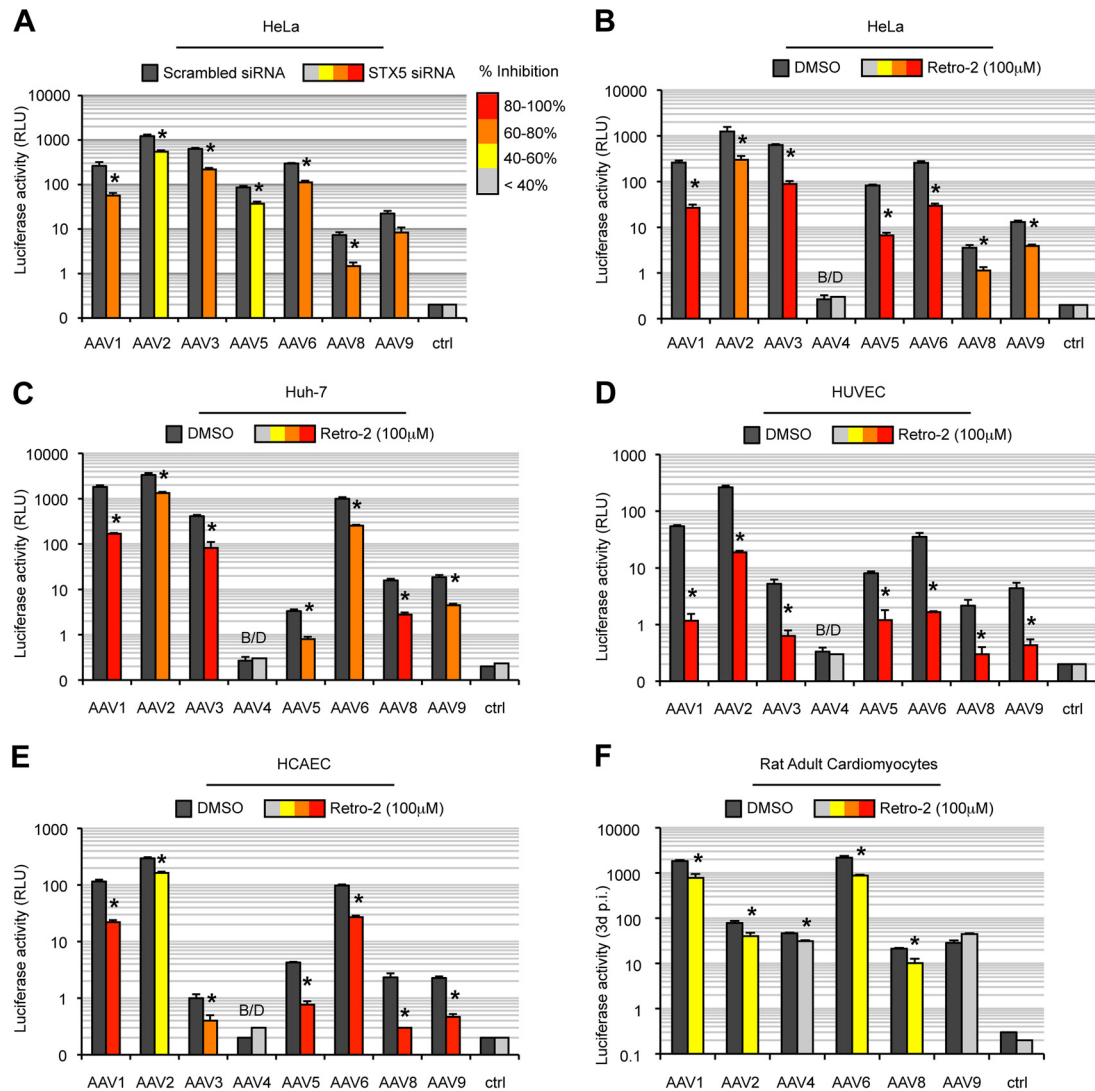 A
HeLa
Scrambled siRNA STX5 siRNA
% Inhibition
80-100%
60-80%
40-60%
< 40%
Luciferase activity (RLU)
10000
1000
100
10
1
0
* * * * * *
AAV1 AAV2 AAV3 AAV5 AAV6 AAV8 AAV9 ctrl
B
HeLa
DMSO Retro-2 (100µM)
Luciferase activity (RLU)
10000
1000
100
10
1
0
* * * B/D * * * *
AAV1 AAV2 AAV3 AAV4 AAV5 AAV6 AAV8 AAV9 ctrl
C
Huh-7
DMSO Retro-2 (100µM)
Luciferase activity (RLU)
10000
1000
100
10
1
0
* * * B/D * * * *
AAV1 AAV2 AAV3 AAV4 AAV5 AAV6 AAV8 AAV9 ctrl
D
HUVEC
DMSO Retro-2 (100µM)
Luciferase activity (RLU)
1000
100
10
1
0
* * * B/D * * * *
AAV1 AAV2 AAV3 AAV4 AAV5 AAV6 AAV8 AAV9 ctrl
E
HCAEC
DMSO Retro-2 (100µM)
Luciferase activity (RLU)
1000
100
10
1
0
* * * B/D * * * *
AAV1 AAV2 AAV3 AAV4 AAV5 AAV6 AAV8 AAV9 ctrl
F
Rat Adult Cardiomyocytes
DMSO Retro-2 (100µM)
Luciferase activity (3d p.i.)
10000
1000
100
10
1
0.1
* * * * *
AAV1 AAV2 AAV4 AAV6 AAV8 AAV9 ctrl